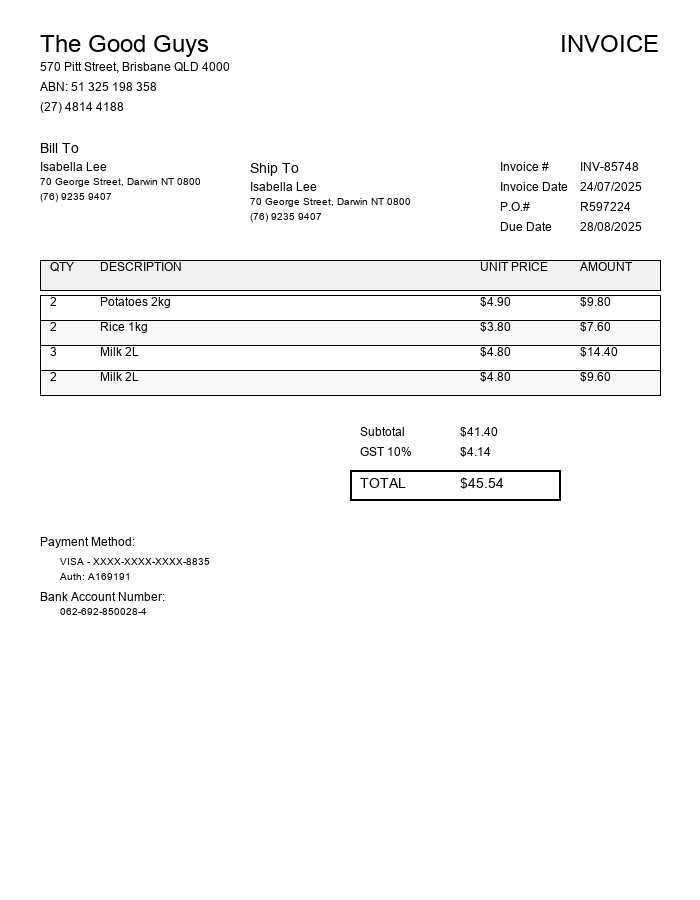 The Good Guys
INVOICE
570 Pitt Street, Brisbane QLD 4000
ABN: 51 325 198 358
(27) 4814 4188
Bill To
Isabella Lee
70 George Street, Darwin NT 0800
(76) 9235 9407
Ship To
Isabella Lee
70 George Street, Darwin NT 0800
(76) 9235 9407
Invoice # INV-85748
Invoice Date 24/07/2025
P.O.# R597224
Due Date 28/08/2025
QTY DESCRIPTION UNIT PRICE AMOUNT
2 Potatoes 2kg $4.90 $9.80
2 Rice 1kg $3.80 $7.60
3 Milk 2L $4.80 $14.40
2 Milk 2L $4.80 $9.60
Subtotal $41.40
GST 10% $4.14
TOTAL $45.54
Payment Method:
VISA - XXXX-XXXX-XXXX-8835
Auth: A169191
Bank Account Number:
062-692-850028-4